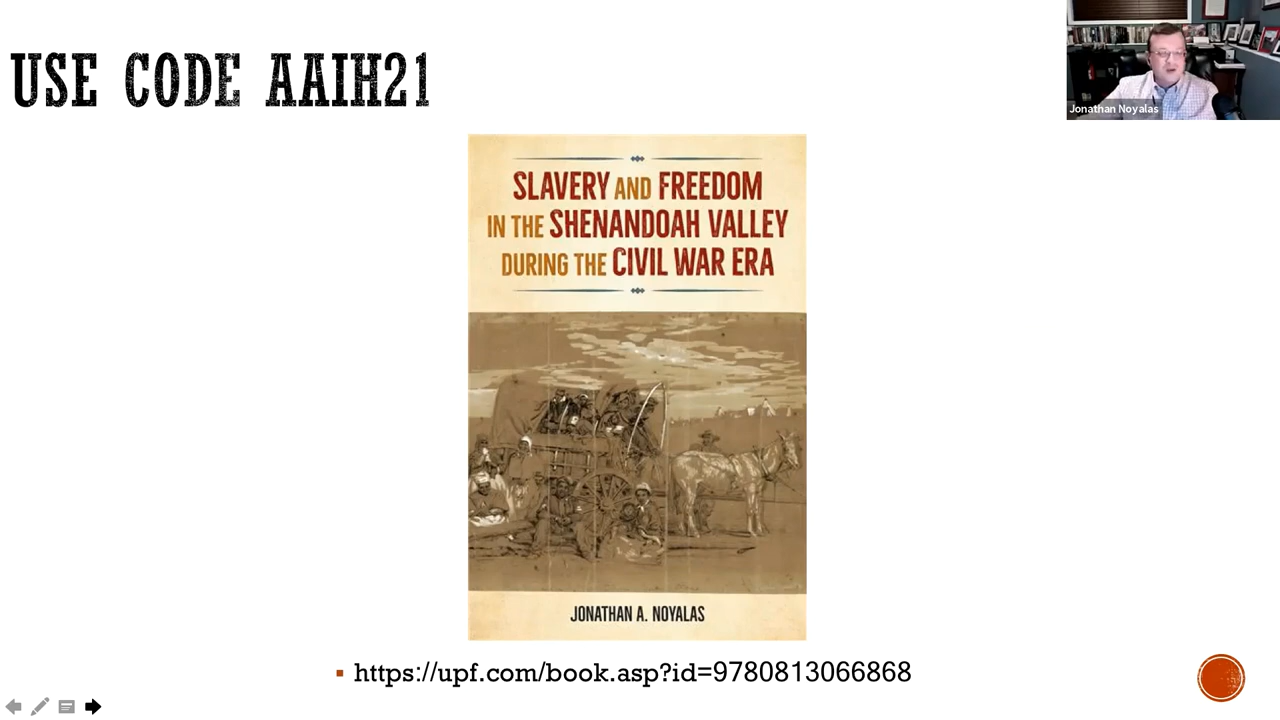 USE CODE AAIH21
Jonathan Noyalas
SLAVERY AND FREEDOM
IN THE SHENANDOAH VALLEY
DURING THE CIVIL WAR ERA
JONATHAN A. NOYALAS
https://upf.com/book.asp?id=9780813066868